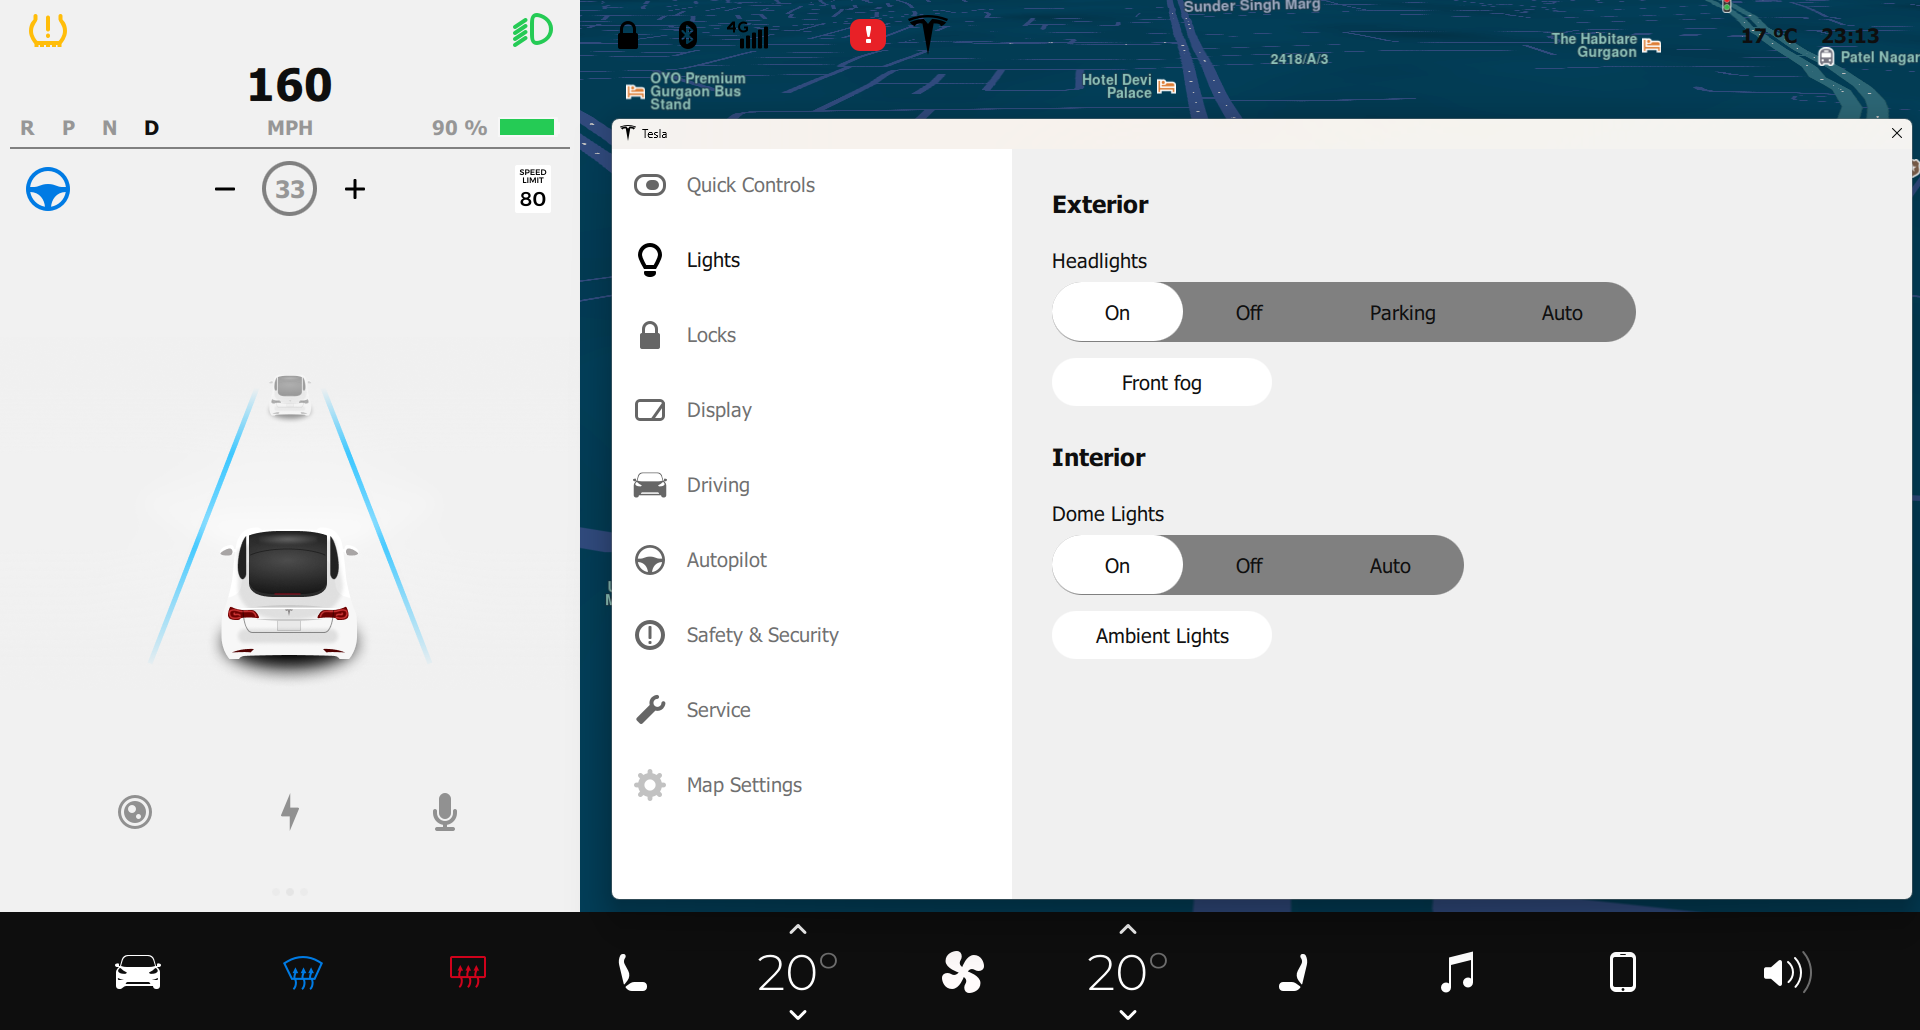 160
R P N D
MPH
90 %
33
SPEED
LIMIT
80
4G
Sunder Singh Marg
2418/A/3
The Habitare
Gurgaon
17 ºC
23:13
Patel Nagar
OYO Premium
Gurgaon Bus
Stand
Hotel Devi
Palace
Tesla
Quick Controls
Lights
Locks
Display
Driving
Autopilot
Safety & Security
Service
Map Settings
Exterior
Headlights
On Off Parking Auto
Front fog
Interior
Dome Lights
On Off Auto
Ambient Lights
20°
20°